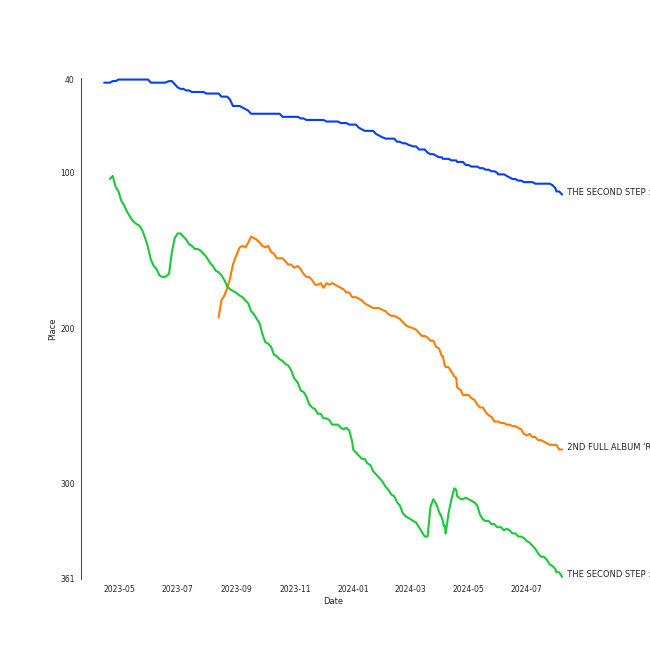 40
100
THE SECOND STEP :
Place
200
2ND FULL ALBUM 'R
300
THE SECOND STEP :
361
2023-05 2023-07 2023-09 2023-11 2024-01 2024-03 2024-05 2024-07
Date